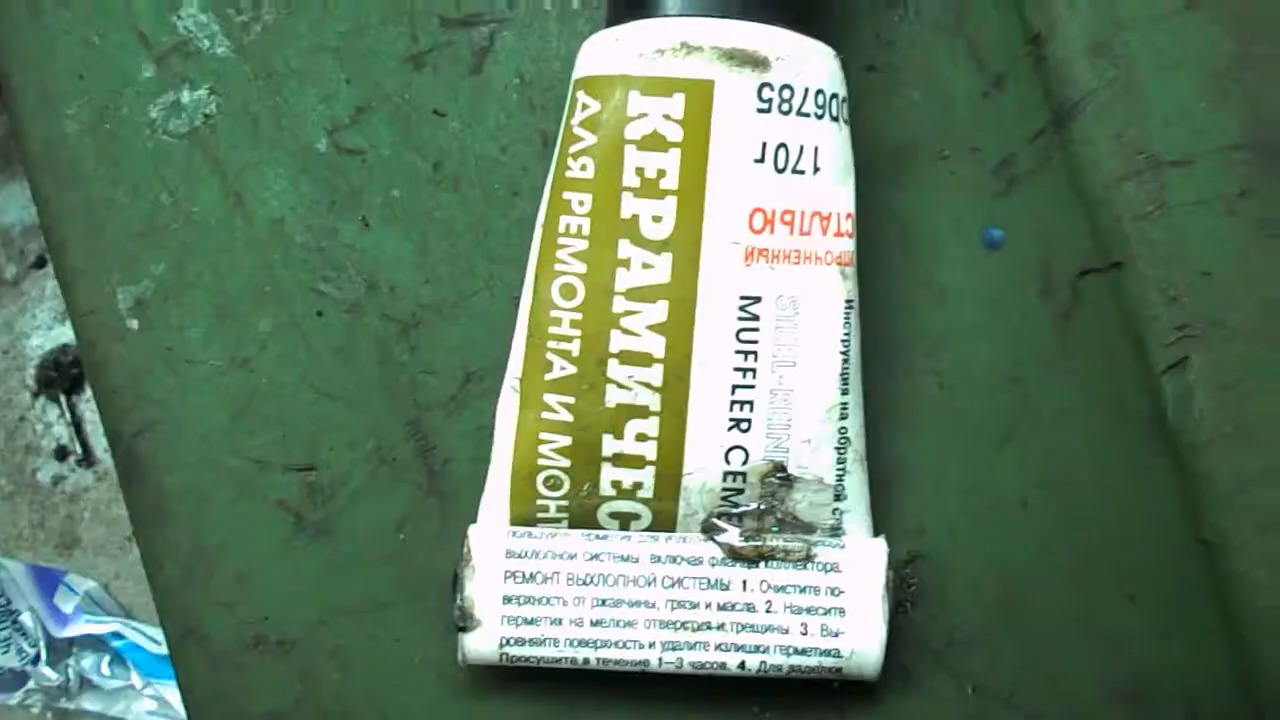 DD6785
170г
СТАЛЬЮ
УПРОЧНЕННЫЙ
КЕРАМИЧЕС
ДЛЯ РЕМОНТА И МОНТ
MUFFLER CEME
Инструкция на обратной
выхлопной системы, включая фланцы коллектора.
РЕМОНТ ВЫХЛОПНОЙ СИСТЕМЫ: 1. Очистите по-
верхность от ржавчины, грязи и масла. 2. Нанесите
герметик на мелкие отверстия и трещины. 3. Вы-
ровняйте поверхность и удалите излишки герметика.
Просушите в течение 1–3 часов. 4. Для заделки